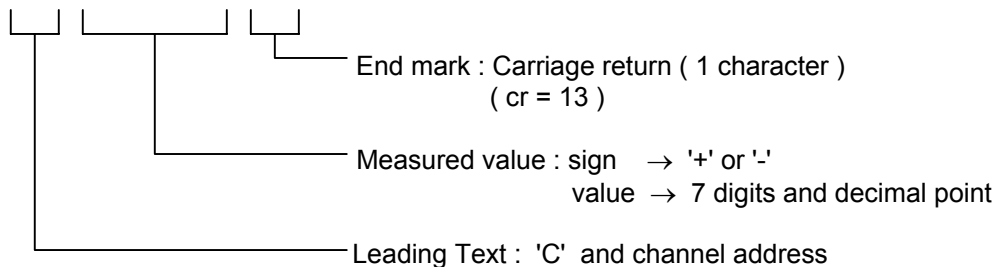 End mark : Carriage return ( 1 character )
( cr = 13 )
Measured value : sign → '+' or '-'
value → 7 digits and decimal point
Leading Text : 'C' and channel address